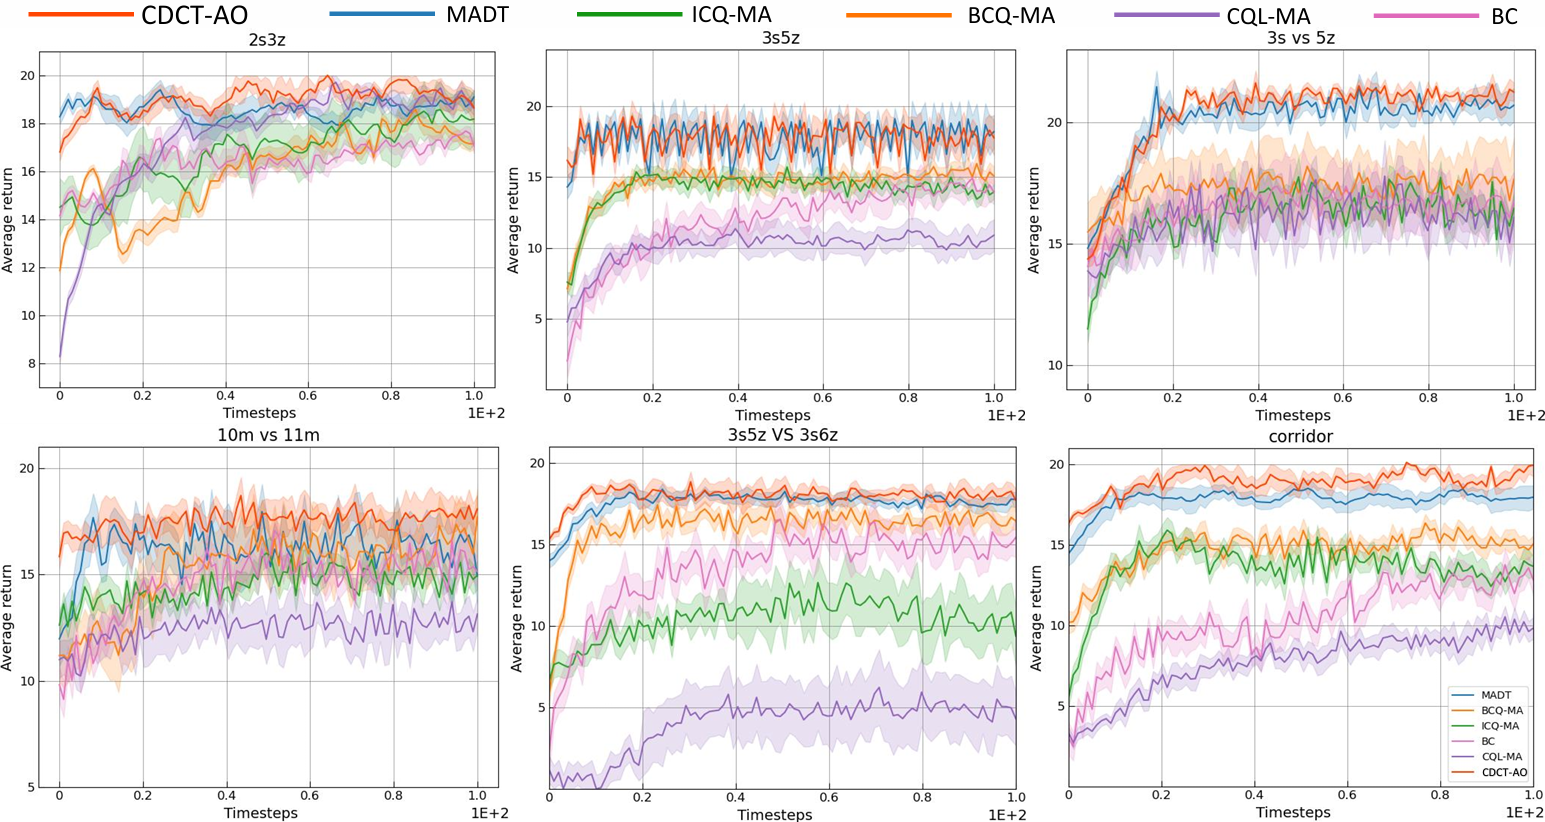 CDCT-AO MADT ICQ-MA BCQ-MA CQL-MA BC
2s3z
Average return
20
18
16
14
12
10
8
0 0.2 0.4 0.6 0.8 1.0
Timesteps
1E+2
3s5z
Average return
20
15
10
5
0 0.2 0.4 0.6 0.8 1.0
Timesteps
1E+2
3s vs 5z
Average return
20
15
10
0 0.2 0.4 0.6 0.8 1.0
Timesteps
1E+2
10m vs 11m
Average return
20
15
10
5
0 0.2 0.4 0.6 0.8 1.0
Timesteps
1E+2
3s5z VS 3s6z
Average return
20
15
10
5
0 0.2 0.4 0.6 0.8 1.0
Timesteps
1E+2
corridor
Average return
20
15
10
5
0 0.2 0.4 0.6 0.8 1.0
Timesteps
1E+2
MADT
BCQ-MA
ICQ-MA
BC
CQL-MA
CDCT-AO